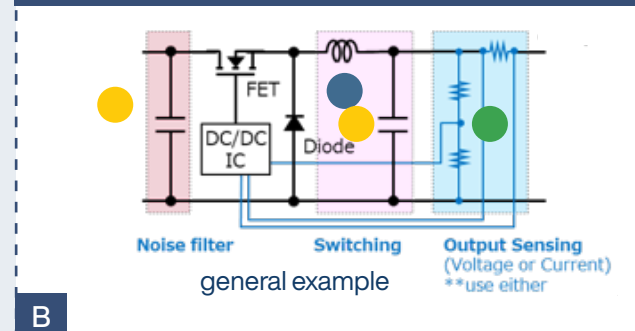 FET
DC/DC
IC
Diode
Noise filter
Switching
Output Sensing
(Voltage or Current)
**use either
general example
B